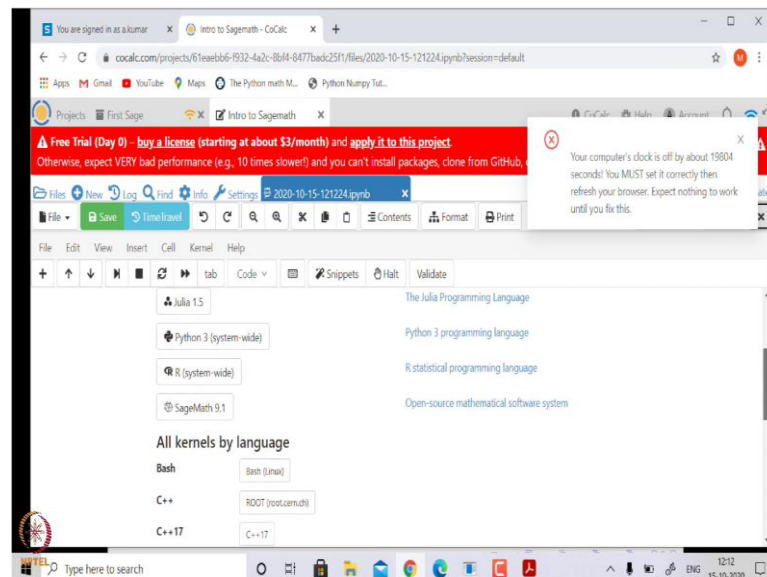 You are signed in as a.kumar
Intro to Sagemath - CoCalc
cocalc.com/projects/61eaebb6-f932-4a2c-8bf4-8477badc25f1/files/2020-10-15-121224.ipynb?session=default
M
Apps Gmail YouTube Maps The Python math M... Python Numpy Tut...
Projects First Sage Intro to Sagemath CoCalc Help Account
Free Trial (Day 0) – buy a license (starting at about $3/month) and apply it to this project.
Otherwise, expect VERY bad performance (e.g., 10 times slower!) and you can't install packages, clone from GitHub,
Your computer's clock is off by about 19804
seconds! You MUST set it correctly then
refresh your browser. Expect nothing to work
until you fix this.
Files New Log Find Info Settings 2020-10-15-121224.ipynb
File Save TimeTravel Contents Format Print
File Edit View Insert Cell Kernel Help
tab Code Snippets Halt Validate
Julia 1.5 The Julia Programming Language
Python 3 (system-wide) Python 3 programming language
R (system-wide) R statistical programming language
SageMath 9.1 Open-source mathematical software system
All kernels by language
Bash Bash (Linux)
C++ ROOT (root.cern.ch)
C++17 C++17
NPTEL
Type here to search
ENG
12:12
15-10-2020